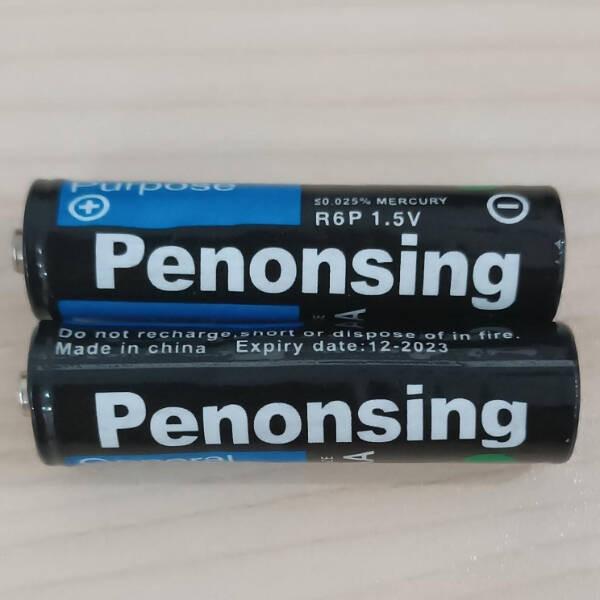 Purpose
≤0.025% MERCURY
R6P 1.5V
Penonsing
Do not recharge,short or dispose of in fire.
Made in china Expiry date:12-2023
Penonsing
General